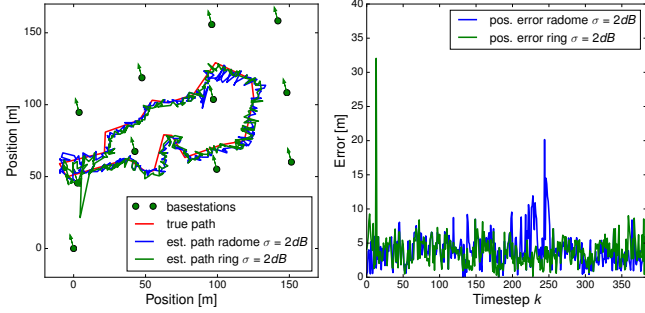 150
100
50
0
Position [m]
0
50
100
150
Position [m]
basestations
true path
est. path radome σ = 2dB
est. path ring σ = 2dB
40
35
30
25
20
15
10
5
0
Error [m]
0
50
100
150
200
250
300
350
Timestep k
pos. error radome σ = 2dB
pos. error ring σ = 2dB